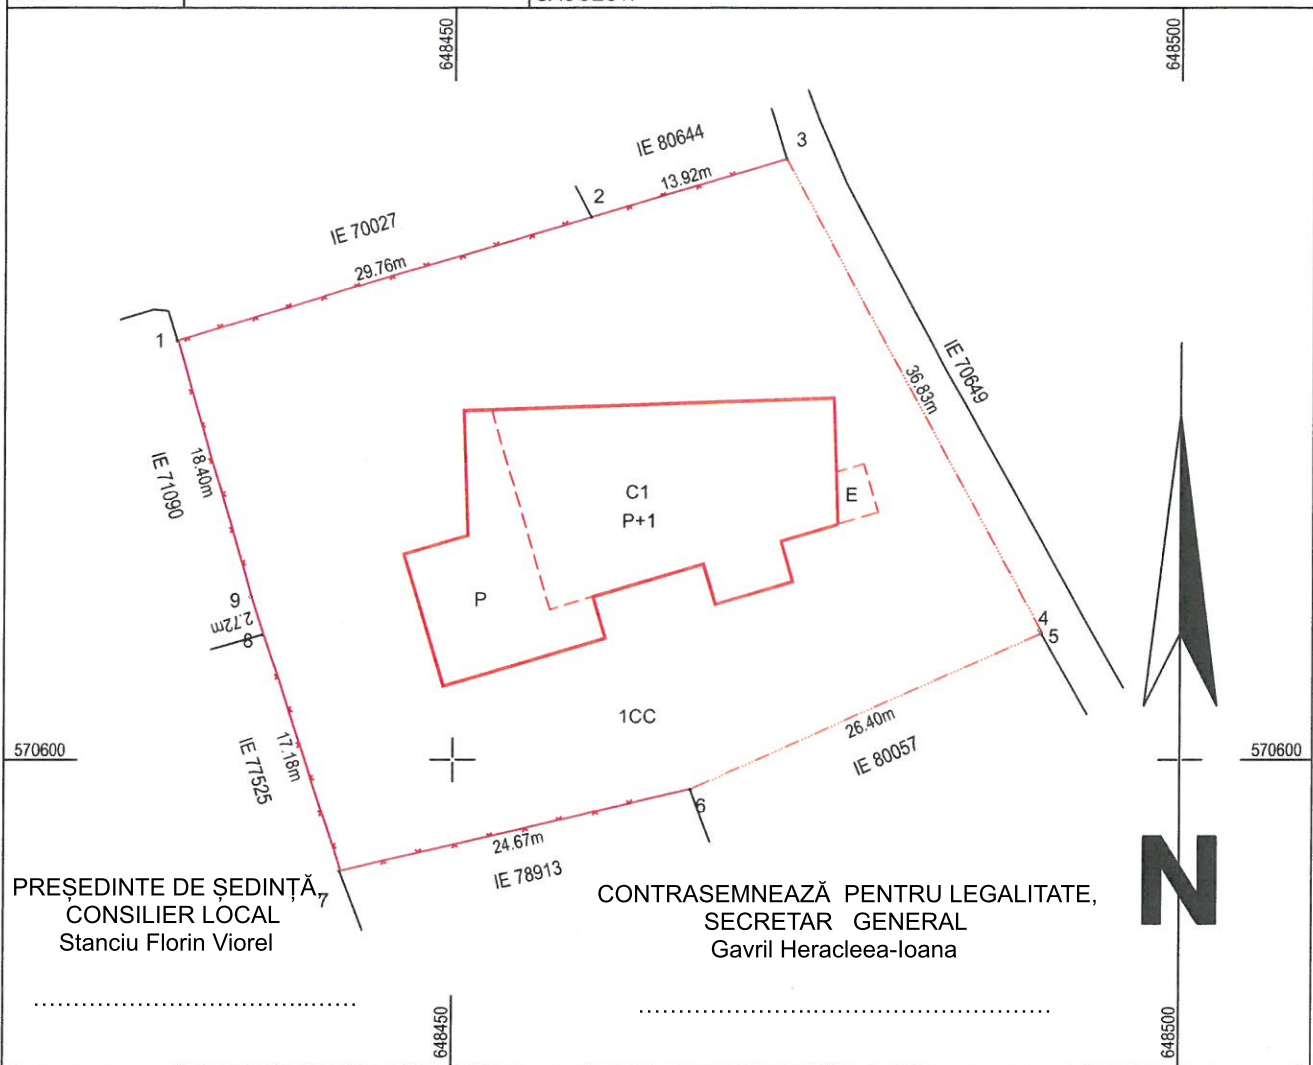 648450
648500
IE 80644
3
13.92m
2
IE 70027
29.76m
1
IE 70649
36.83m
IE 71090
18.40m
C1
P+1
E
P
9
2.72m
8
4
5
1CC
26.40m
IE 80057
570600
570600
17.18m
IE 77525
6
24.67m
IE 78913
7
N
PREȘEDINTE DE ȘEDINȚĂ,
CONSILIER LOCAL
Stanciu Florin Viorel
.........................................
CONTRASEMNEAZĂ PENTRU LEGALITATE,
SECRETAR GENERAL
Gavril Heracleea-Ioana
....................................................
648450
648500